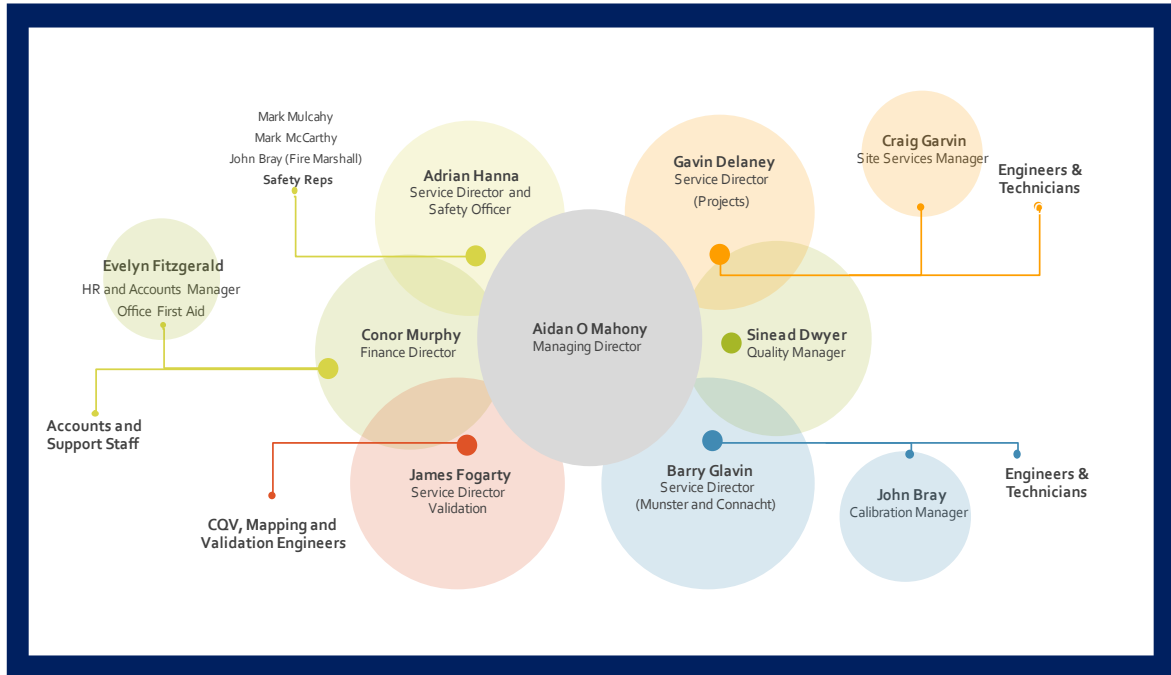 Mark Mulcahy
Mark McCarthy
John Bray (Fire Marshall)
Safety Reps
Adrian Hanna
Service Director and
Safety Officer
Gavin Delaney
Service Director
(Projects)
Craig Garvin
Site Services Manager
Engineers &
Technicians
Evelyn Fitzgerald
HR and Accounts Manager
Office First Aid
Conor Murphy
Finance Director
Aidan O Mahony
Managing Director
Sinead Dwyer
Quality Manager
Accounts and
Support Staff
James Fogarty
Service Director
Validation
Barry Glavin
Service Director
(Munster and Connacht)
John Bray
Calibration Manager
Engineers &
Technicians
CQV, Mapping and
Validation Engineers